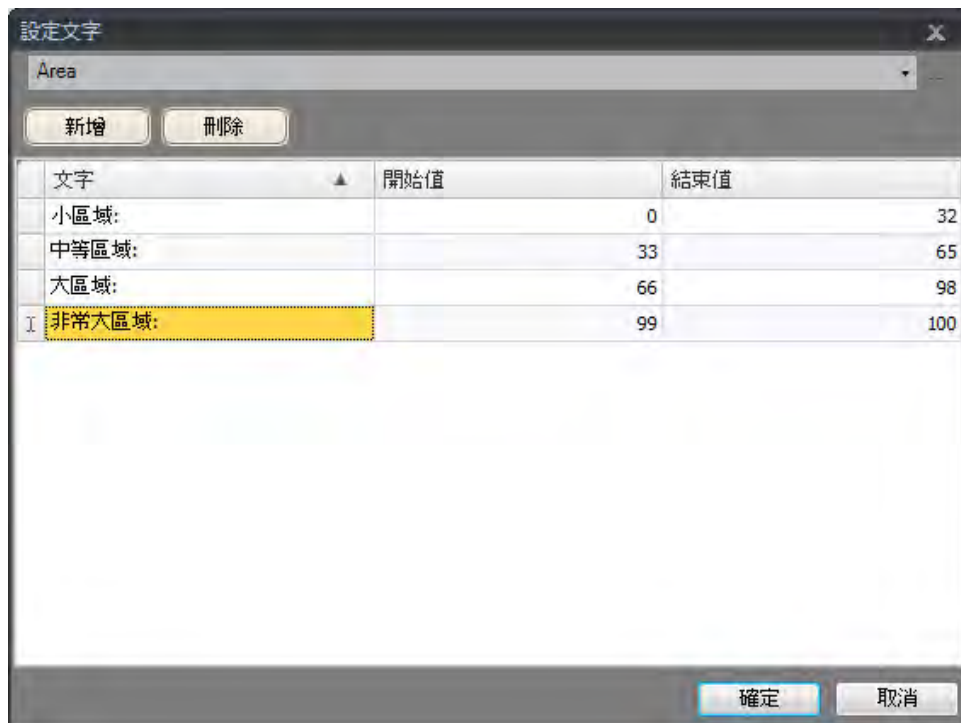 設定文字
Area
新增 刪除
文字 開始值 結束值
小區域: 0 32
中等區域: 33 65
大區域: 66 98
非常大區域: 99 100
確定 取消